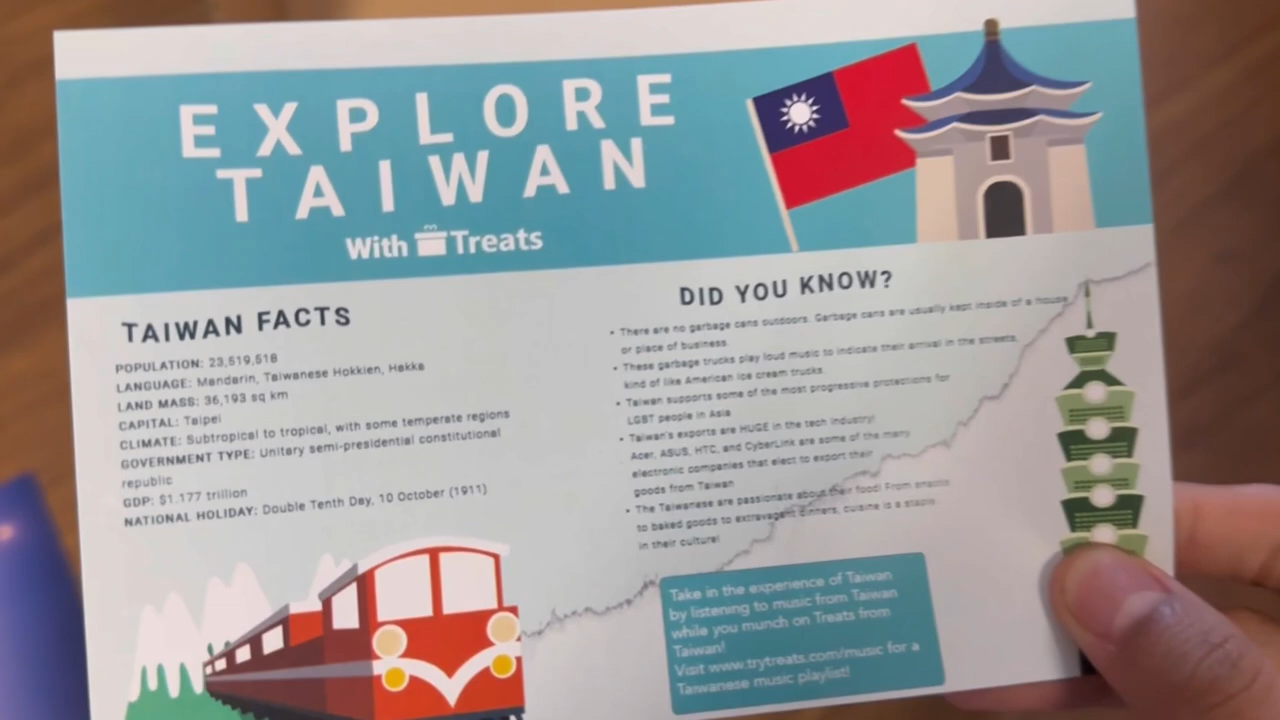 EXPLORE
TAIWAN
With Treats
TAIWAN FACTS
POPULATION: 23,519,518
LANGUAGE: Mandarin, Taiwanese Hokkien, Hakka
LAND MASS: 36,193 sq km
CAPITAL: Taipei
CLIMATE: Subtropical to tropical, with some temperate regions
GOVERNMENT TYPE: Unitary semi-presidential constitutional
republic
GDP: $1.177 trillion
NATIONAL HOLIDAY: Double Tenth Day, 10 October (1911)
DID YOU KNOW?
• There are no garbage cans outdoors. Garbage cans are usually kept inside of a house
or place of business.
• These garbage trucks play loud music to indicate their arrival in the streets,
kind of like American ice cream trucks.
• Taiwan supports some of the most progressive protections for
LGBT people in Asia
• Taiwan's exports are HUGE in the tech industry!
Acer, ASUS, HTC, and CyberLink are some of the many
electronic companies that elect to export their
goods from Taiwan
• The Taiwanese are passionate about their food! From snacks
to baked goods to extravagant dinners, cuisine is a staple
in their culture!
Take in the experience of Taiwan
by listening to music from Taiwan
while you munch on Treats from
Taiwan!
Visit www.trytreats.com/music for a
Taiwanese music playlist!